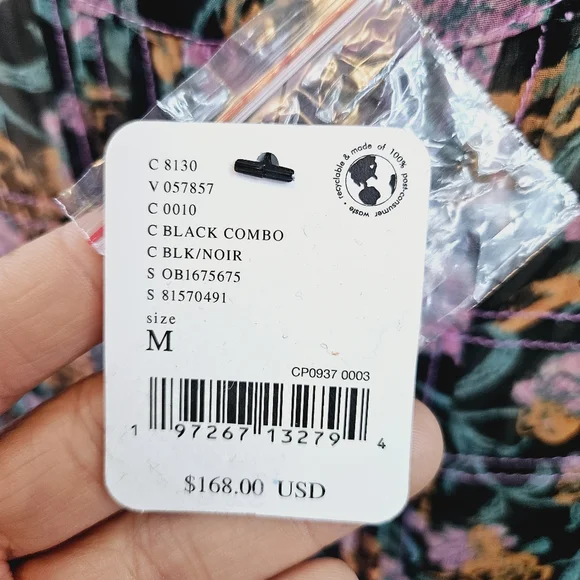 C 8130
V 057857
C 0010
C BLACK COMBO
C BLK/NOIR
S OB1675675
S 81570491
size
M
recyclable & made of 100% post-consumer waste •
CP0937 0003
1 97267 13279 4
$168.00 USD